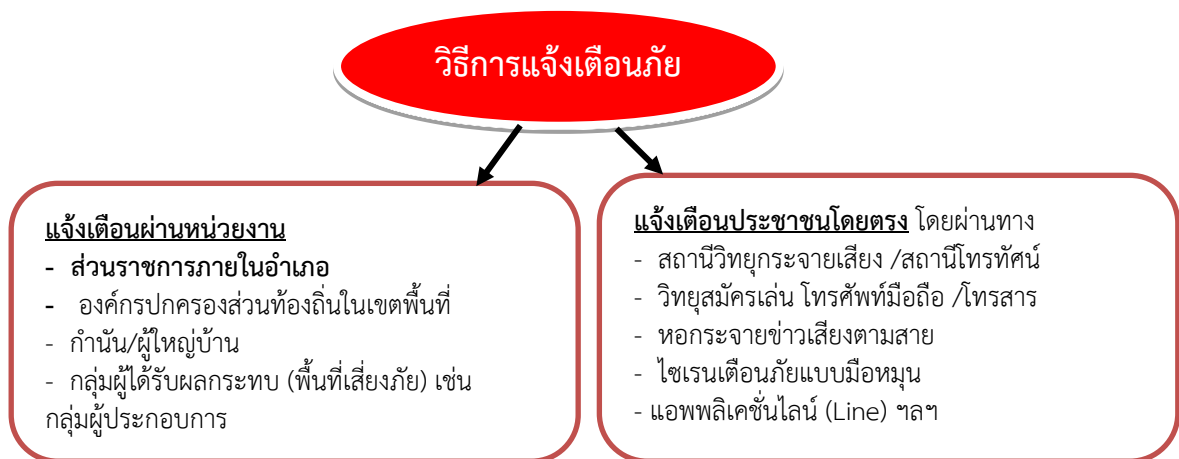 วิธีการแจ้งเตือนภัย
แจ้งเตือนผ่านหน่วยงาน
- ส่วนราชการภายในอำเภอ
- องค์กรปกครองส่วนท้องถิ่นในเขตพื้นที่
- กำนัน/ผู้ใหญ่บ้าน
- กลุ่มผู้ได้รับผลกระทบ (พื้นที่เสี่ยงภัย) เช่น
กลุ่มผู้ประกอบการ
แจ้งเตือนประชาชนโดยตรง โดยผ่านทาง
- สถานีวิทยุกระจายเสียง /สถานีโทรทัศน์
- วิทยุสมัครเล่น โทรศัพท์มือถือ /โทรสาร
- หอกระจายข่าวเสียงตามสาย
- ไซเรนเตือนภัยแบบมือหมุน
- แอพพลิเคชั่นไลน์ (Line) ฯลฯ